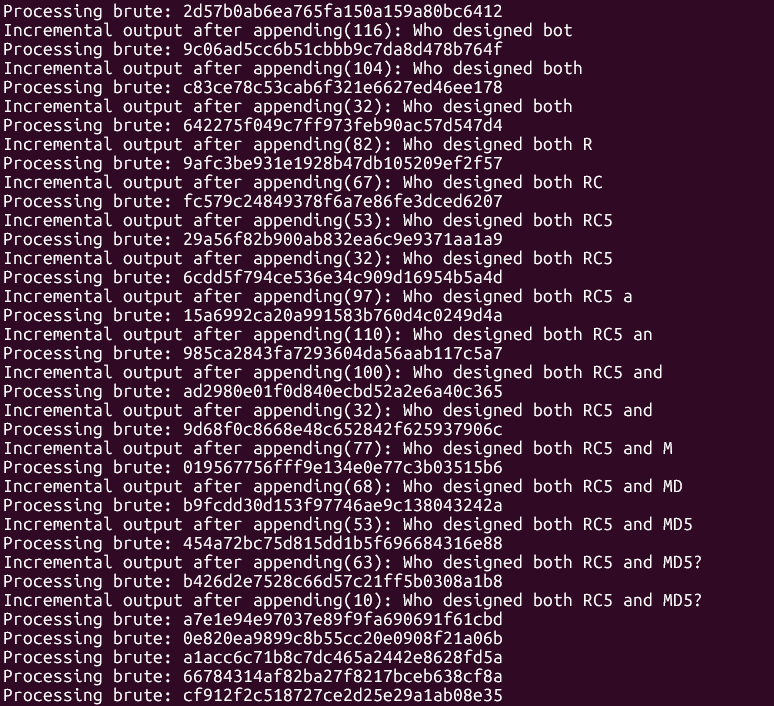 Processing brute: 2d57b0ab6ea765fa150a159a80bc6412
Incremental output after appending(116): Who designed bot
Processing brute: 9c06ad5cc6b51cbbb9c7da8d478b764f
Incremental output after appending(104): Who designed both
Processing brute: c83ce78c53cab6f321e6627ed46ee178
Incremental output after appending(32): Who designed both
Processing brute: 642275f049c7ff973feb90ac57d547d4
Incremental output after appending(82): Who designed both R
Processing brute: 9afc3be931e1928b47db105209ef2f57
Incremental output after appending(67): Who designed both RC
Processing brute: fc579c24849378f6a7e86fe3dced6207
Incremental output after appending(53): Who designed both RC5
Processing brute: 29a56f82b900ab832ea6c9e9371aa1a9
Incremental output after appending(32): Who designed both RC5
Processing brute: 6cdd5f794ce536e34c909d16954b5a4d
Incremental output after appending(97): Who designed both RC5 a
Processing brute: 15a6992ca20a991583b760d4c0249d4a
Incremental output after appending(110): Who designed both RC5 an
Processing brute: 985ca2843fa7293604da56aab117c5a7
Incremental output after appending(100): Who designed both RC5 and
Processing brute: ad2980e01f0d840ecbd52a2e6a40c365
Incremental output after appending(32): Who designed both RC5 and
Processing brute: 9d68f0c8668e48c652842f625937906c
Incremental output after appending(77): Who designed both RC5 and M
Processing brute: 019567756fff9e134e0e77c3b03515b6
Incremental output after appending(68): Who designed both RC5 and MD
Processing brute: b9fcdd30d153f97746ae9c138043242a
Incremental output after appending(53): Who designed both RC5 and MD5
Processing brute: 454a72bc75d815dd1b5f696684316e88
Incremental output after appending(63): Who designed both RC5 and MD5?
Processing brute: b426d2e7528c66d57c21ff5b0308a1b8
Incremental output after appending(10): Who designed both RC5 and MD5?
Processing brute: a7e1e94e97037e89f9fa690691f61cbd
Processing brute: 0e820ea9899c8b55cc20e0908f21a06b
Processing brute: a1acc6c71b8c7dc465a2442e8628fd5a
Processing brute: 66784314af82ba27f8217bceb638cf8a
Processing brute: cf912f2c518727ce2d25e29a1ab08e35